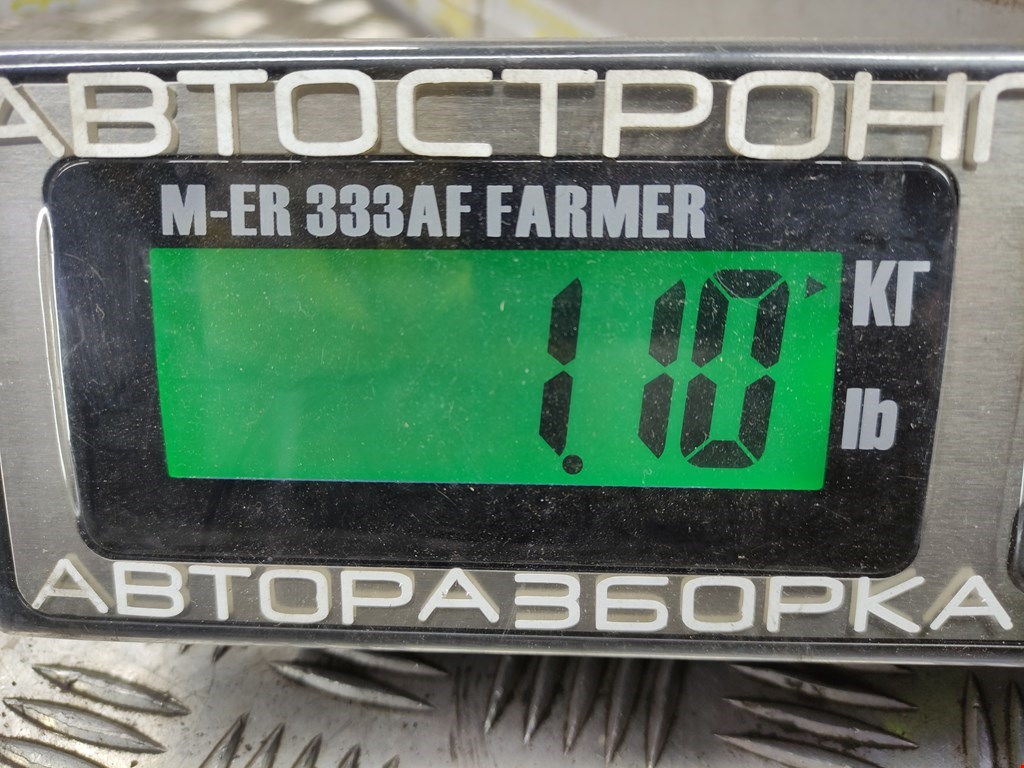 АВТОСТРОНГ
M-ER 333AF FARMER
1.10
КГ
lb
АВТОРАЗБОРКА